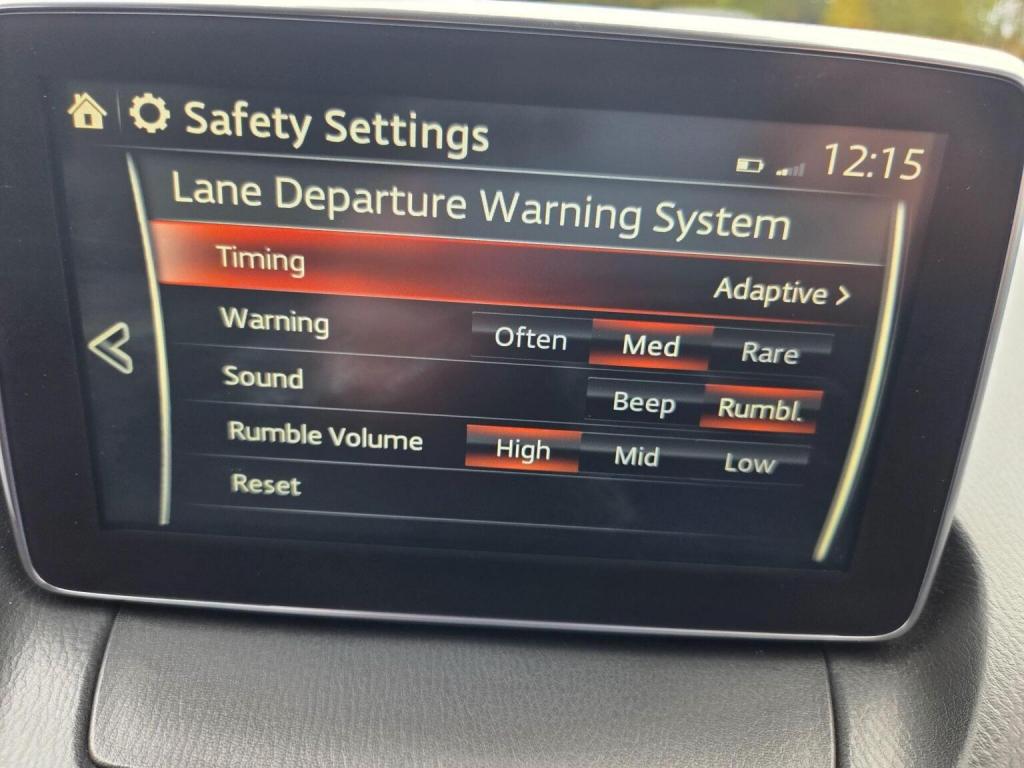 Safety Settings
12:15
Lane Departure Warning System
Timing Adaptive >
Warning Often Med Rare
Sound Beep Rumbl.
Rumble Volume High Mid Low
Reset